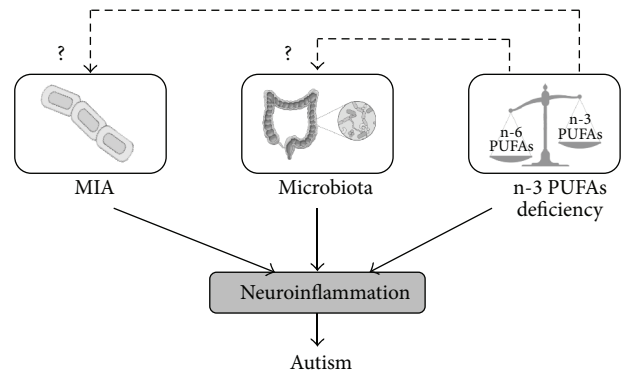 ?
?
n-6
PUFAs
n-3
PUFAs
MIA
Microbiota
n-3 PUFAs
deficiency
Neuroinflammation
Autism